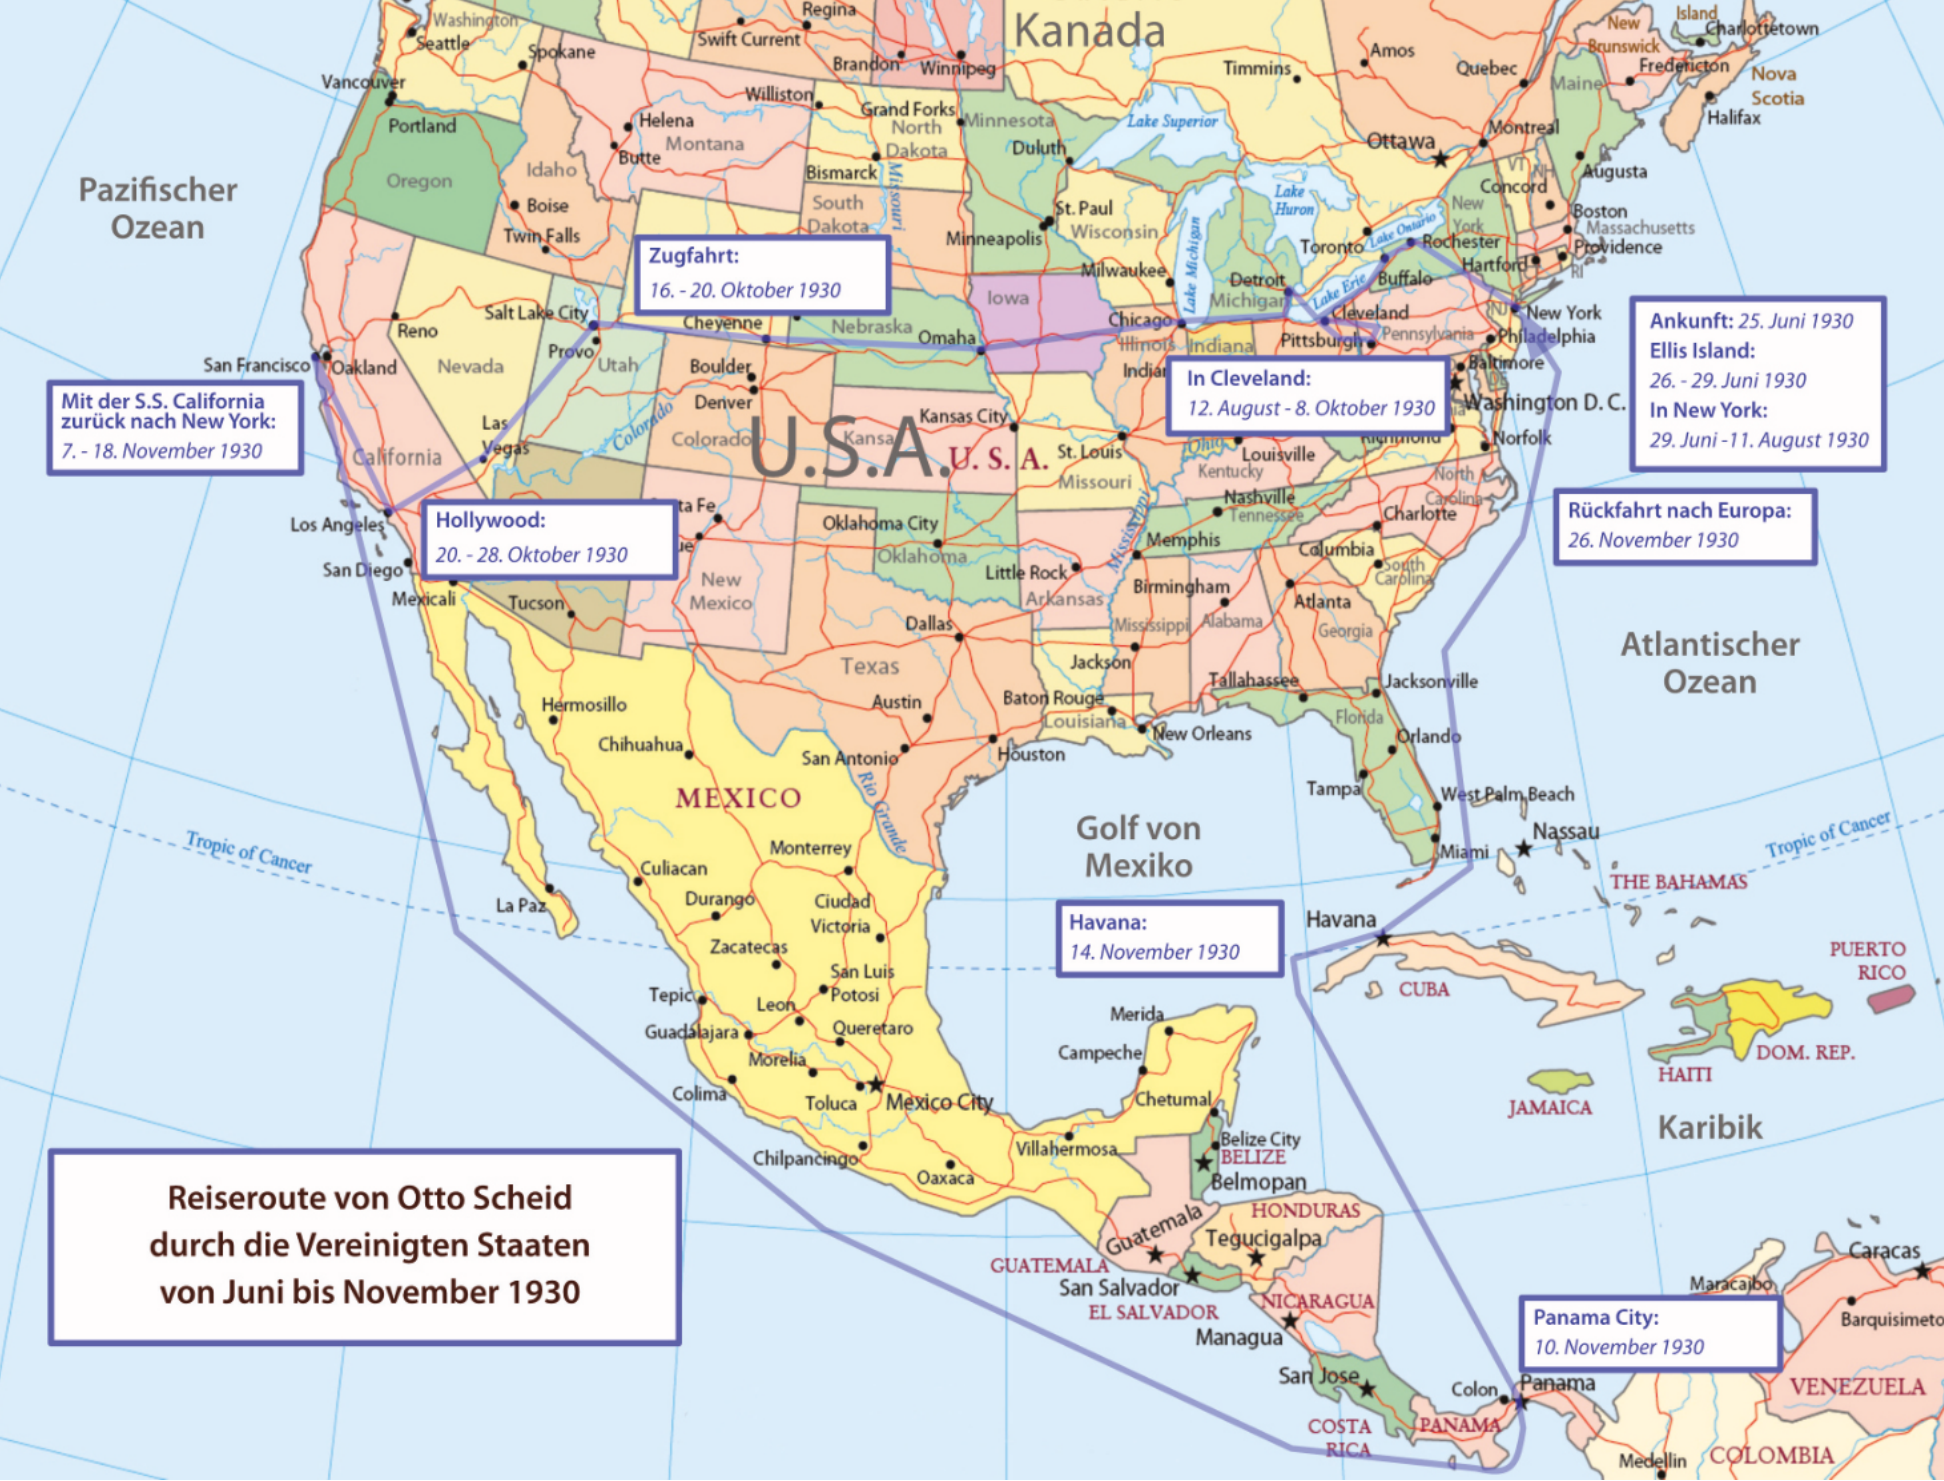 Kanada
Washington
Seattle
Spokane
Vancouver
Portland
Oregon
Idaho
Boise
Twin Falls
Helena
Butte
Montana
Regina
Swift Current
Brandon
Winnipeg
Williston
Grand Forks
North
Dakota
Bismarck
South
Dakota
Missouri
Minnesota
Duluth
St. Paul
Minneapolis
Wisconsin
Milwaukee
Lake Superior
Lake Michigan
Lake
Huron
Timmins
Amos
Quebec
Ottawa
Montreal
Toronto
Lake Ontario
Rochester
Buffalo
Lake Erie
Detroit
Michigan
New
Brunswick
Island
Charlottetown
Fredericton
Nova
Scotia
Halifax
Maine
Augusta
VT
NH
Concord
Boston
Massachusetts
Providence
Hartford
RI
New
York
NJ
New York
Philadelphia
Pennsylvania
Cleveland
Pittsburgh
Baltimore
DE
Washington D. C.
Richmond
Norfolk
Pazifischer
Ozean
Zugfahrt:
16. - 20. Oktober 1930
Salt Lake City
Provo
Utah
Cheyenne
Nebraska
Omaha
Iowa
Chicago
Illinois
Indiana
Reno
Nevada
San Francisco
Oakland
California
Las
Vegas
Boulder
Denver
Colorado
Colorado
U.S.A.
U. S. A.
Kansas City
St. Louis
Missouri
Ohio
Louisville
Kentucky
Ankunft: 25. Juni 1930
Ellis Island:
26. - 29. Juni 1930
In New York:
29. Juni -11. August 1930
In Cleveland:
12. August - 8. Oktober 1930
Mit der S.S. California
zurück nach New York:
7. - 18. November 1930
Rückfahrt nach Europa:
26. November 1930
Hollywood:
20. - 28. Oktober 1930
Los Angeles
San Diego
Mexicali
Tucson
New
Mexico
Oklahoma City
Oklahoma
Little Rock
Arkansas
Mississippi
Memphis
Nashville
Tennessee
North
Carolina
Charlotte
Columbia
South
Carolina
Birmingham
Atlanta
Mississippi
Alabama
Georgia
Dallas
Texas
Austin
San Antonio
Houston
Jackson
Baton Rouge
Louisiana
New Orleans
Tallahassee
Jacksonville
Florida
Orlando
Tampa
West Palm Beach
Miami
Atlantischer
Ozean
Hermosillo
Chihuahua
MEXICO
Rio Grande
Golf von
Mexiko
Nassau
THE BAHAMAS
Tropic of Cancer
Tropic of Cancer
Monterrey
Culiacan
La Paz
Durango
Ciudad
Victoria
Zacatecas
San Luis
Potosi
Tepic
Leon
Guadalajara
Queretaro
Morelia
Colima
Toluca
Mexico City
Chilpancingo
Oaxaca
Villahermosa
Havana:
14. November 1930
Havana
CUBA
PUERTO
RICO
HAITI
DOM. REP.
JAMAICA
Karibik
Merida
Campeche
Chetumal
Belize City
BELIZE
Belmopan
Guatemala
GUATEMALA
HONDURAS
Tegucigalpa
San Salvador
EL SALVADOR
NICARAGUA
Managua
San Jose
COSTA
RICA
Colon
Panama
PANAMA
Panama City:
10. November 1930
Caracas
Maracaibo
Barquisimeto
VENEZUELA
Medellin
COLOMBIA
Reiseroute von Otto Scheid
durch die Vereinigten Staaten
von Juni bis November 1930